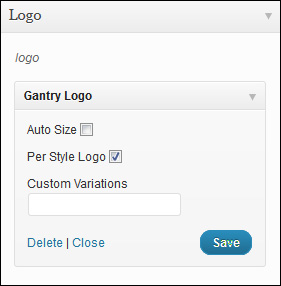 Logo
logo
Gantry Logo
Auto Size
Per Style Logo
Custom Variations
Delete | Close
Save